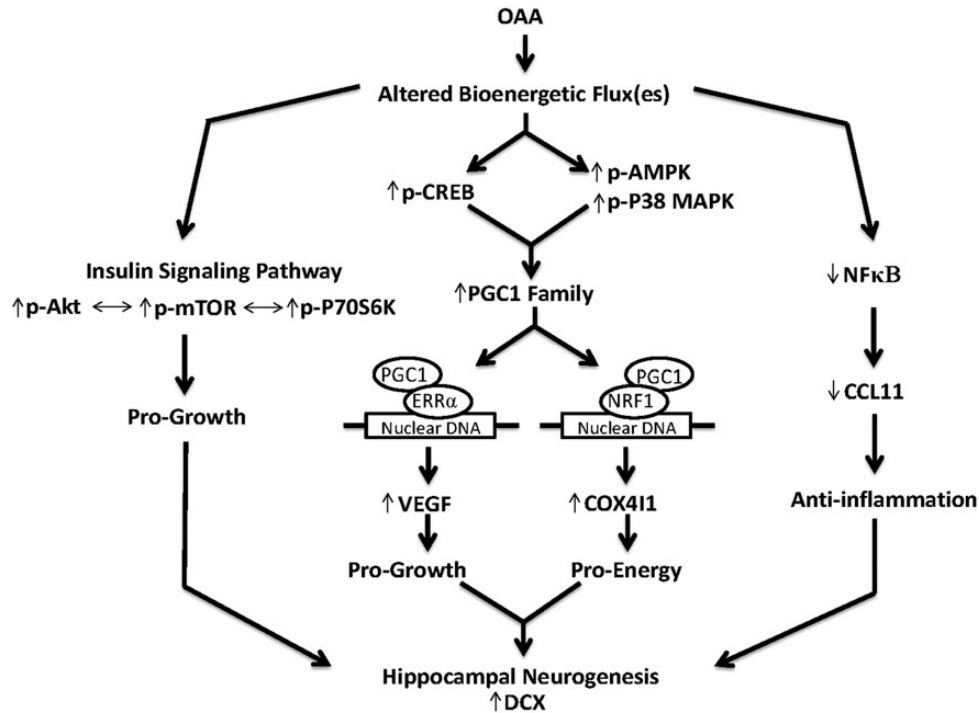 OAA
Altered Bioenergetic Flux(es)
↑p-CREB
↑p-AMPK
↑p-P38 MAPK
Insulin Signaling Pathway
↑p-Akt ↔ ↑p-mTOR ↔ ↑p-P70S6K
↑PGC1 Family
↓NFκB
PGC1
ERRα
Nuclear DNA
PGC1
NRF1
Nuclear DNA
↓CCL11
Pro-Growth
↑VEGF
↑COX4I1
Anti-inflammation
Pro-Growth
Pro-Energy
Hippocampal Neurogenesis
↑DCX